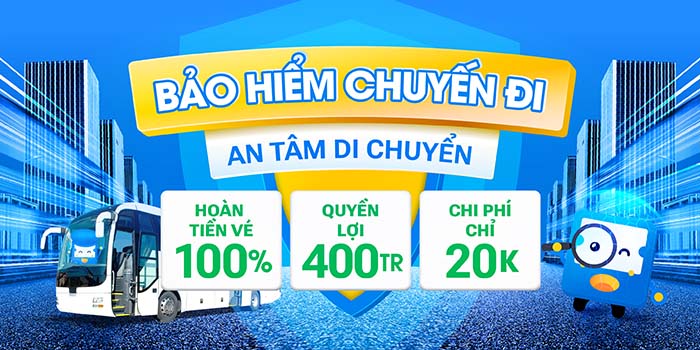 BẢO HIỂM CHUYẾN ĐI
AN TÂM DI CHUYỂN
HOÀN
TIỀN VÉ
100%
QUYỀN
LỢI
400TR
CHI PHÍ
CHỈ
20K